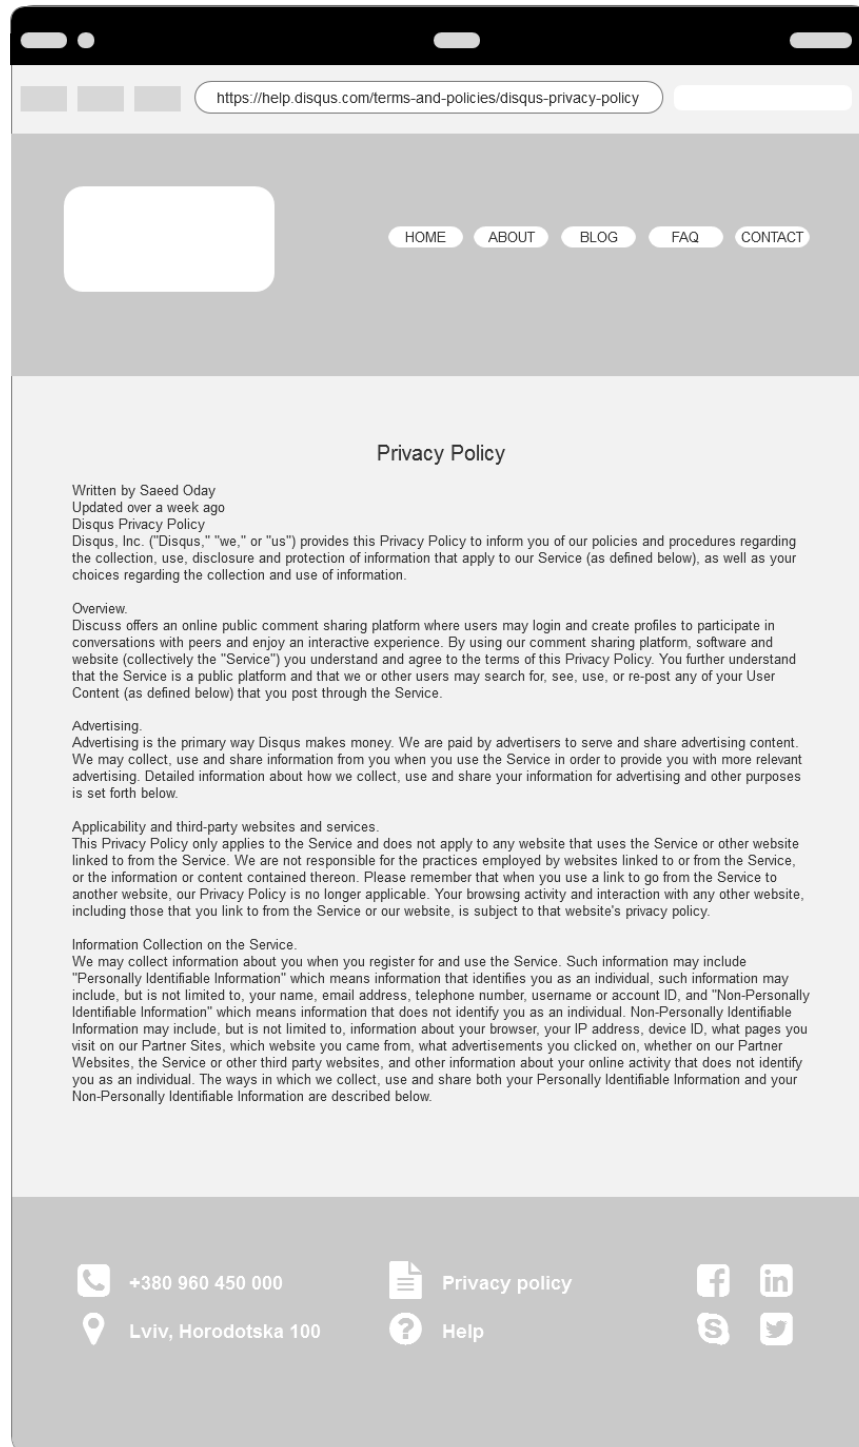 https://help.disqus.com/terms-and-policies/disqus-privacy-policy
HOME ABOUT BLOG FAQ CONTACT
Privacy Policy
Written by Saeed Oday
Updated over a week ago
Disqus Privacy Policy
Disqus, Inc. ("Disqus," "we," or "us") provides this Privacy Policy to inform you of our policies and procedures regarding
the collection, use, disclosure and protection of information that apply to our Service (as defined below), as well as your
choices regarding the collection and use of information.
Overview.
Discuss offers an online public comment sharing platform where users may login and create profiles to participate in
conversations with peers and enjoy an interactive experience. By using our comment sharing platform, software and
website (collectively the "Service") you understand and agree to the terms of this Privacy Policy. You further understand
that the Service is a public platform and that we or other users may search for, see, use, or re-post any of your User
Content (as defined below) that you post through the Service.
Advertising.
Advertising is the primary way Disqus makes money. We are paid by advertisers to serve and share advertising content.
We may collect, use and share information from you when you use the Service in order to provide you with more relevant
advertising. Detailed information about how we collect, use and share your information for advertising and other purposes
is set forth below.
Applicability and third-party websites and services.
This Privacy Policy only applies to the Service and does not apply to any website that uses the Service or other website
linked to from the Service. We are not responsible for the practices employed by websites linked to or from the Service,
or the information or content contained thereon. Please remember that when you use a link to go from the Service to
another website, our Privacy Policy is no longer applicable. Your browsing activity and interaction with any other website,
including those that you link to from the Service or our website, is subject to that website's privacy policy.
Information Collection on the Service.
We may collect information about you when you register for and use the Service. Such information may include
"Personally Identifiable Information" which means information that identifies you as an individual, such information may
include, but is not limited to, your name, email address, telephone number, username or account ID, and "Non-Personally
Identifiable Information" which means information that does not identify you as an individual. Non-Personally Identifiable
Information may include, but is not limited to, information about your browser, your IP address, device ID, what pages you
visit on our Partner Sites, which website you came from, what advertisements you clicked on, whether on our Partner
Websites, the Service or other third party websites, and other information about your online activity that does not identify
you as an individual. The ways in which we collect, use and share both your Personally Identifiable Information and your
Non-Personally Identifiable Information are described below.
+380 960 450 000 Privacy policy
Lviv, Horodotska 100 Help